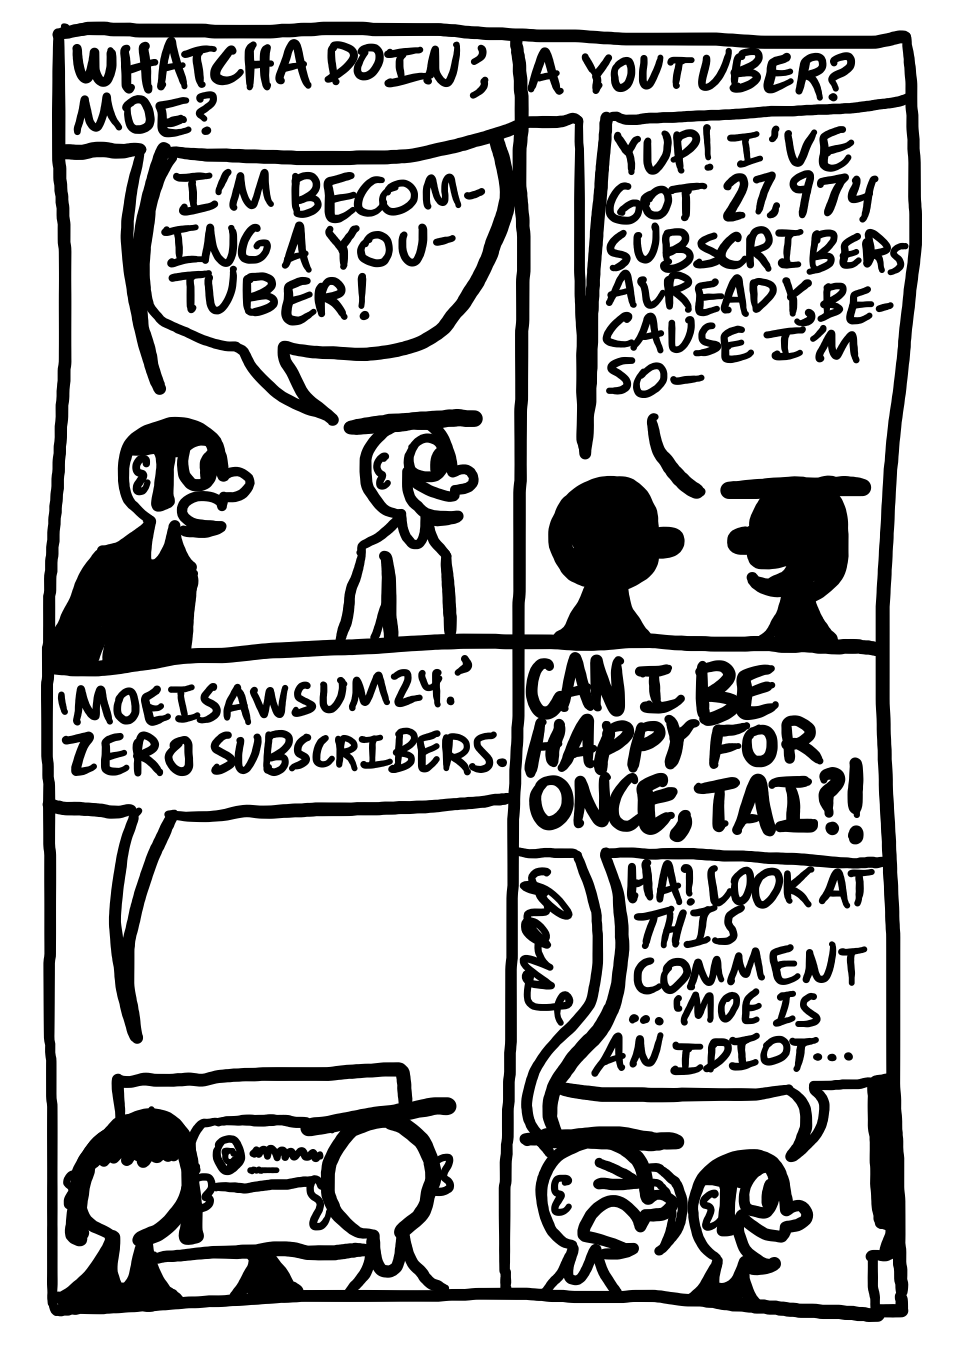 WHATCHA DOIN',
MOE?
I'M BECOM-
ING A YOU-
TUBER!
A YOUTUBER?
YUP! I'VE
GOT 27,974
SUBSCRIBERS
ALREADY, BE-
CAUSE I'M
SO—
'MOEISAWSUM24.'
ZERO SUBSCRIBERS.
CAN I BE
HAPPY FOR
ONCE, TAI?!
HA! LOOK AT
THIS
COMMENT
...'MOE IS
AN IDIOT...